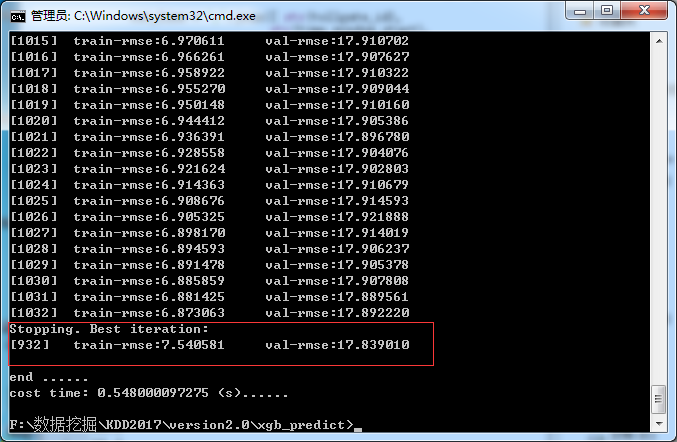 管理员: C:\Windows\system32\cmd.exe
[1015] train-rmse:6.970611 val-rmse:17.910702
[1016] train-rmse:6.966261 val-rmse:17.907627
[1017] train-rmse:6.958922 val-rmse:17.910322
[1018] train-rmse:6.955270 val-rmse:17.909044
[1019] train-rmse:6.950148 val-rmse:17.910160
[1020] train-rmse:6.944412 val-rmse:17.905386
[1021] train-rmse:6.936391 val-rmse:17.896780
[1022] train-rmse:6.928558 val-rmse:17.904076
[1023] train-rmse:6.921624 val-rmse:17.902803
[1024] train-rmse:6.914363 val-rmse:17.910679
[1025] train-rmse:6.908676 val-rmse:17.914593
[1026] train-rmse:6.905325 val-rmse:17.921888
[1027] train-rmse:6.898170 val-rmse:17.914019
[1028] train-rmse:6.894593 val-rmse:17.906237
[1029] train-rmse:6.891478 val-rmse:17.905378
[1030] train-rmse:6.885859 val-rmse:17.907808
[1031] train-rmse:6.881425 val-rmse:17.889561
[1032] train-rmse:6.873063 val-rmse:17.892220
Stopping. Best iteration:
[932] train-rmse:7.540581 val-rmse:17.839010
end ......
cost time: 0.548000097275 (s)......
F:\数据挖掘\KDD2017\version2.0\xgb_predict>